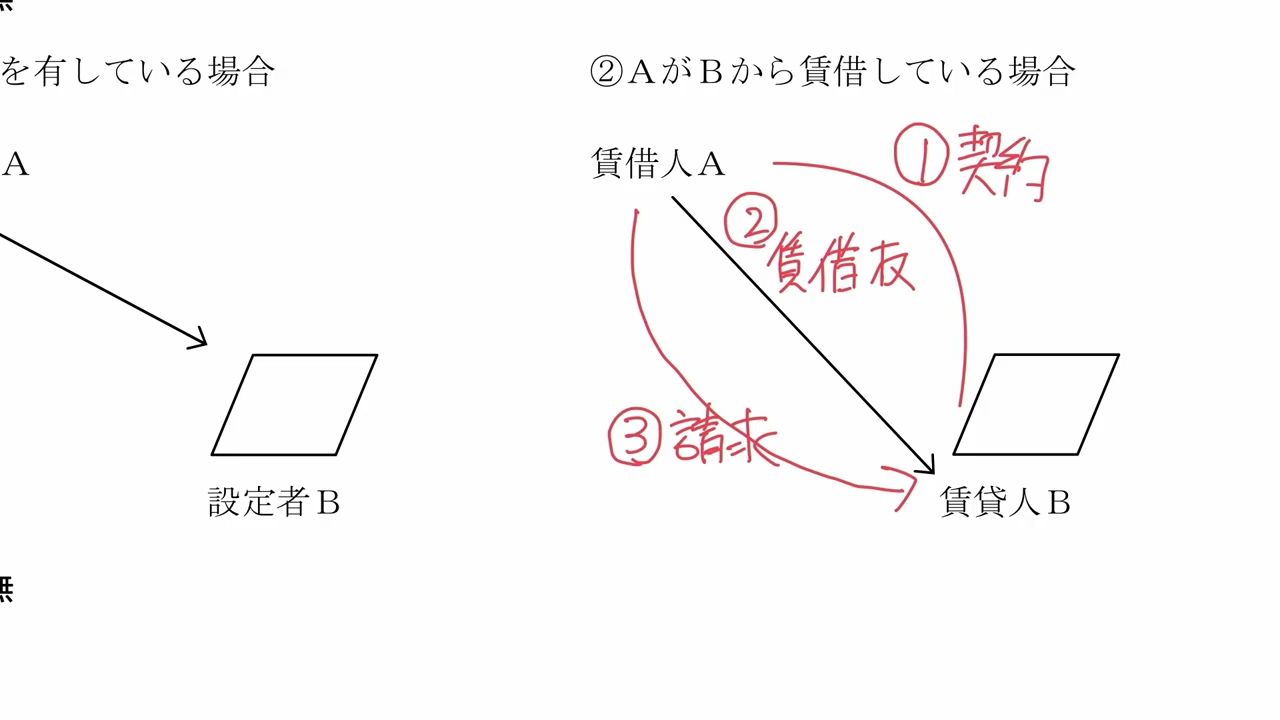 無
を有している場合
A
設定者B
無
②AがBから賃借している場合
賃借人A
①契約
②賃借权
③請求
賃貸人B